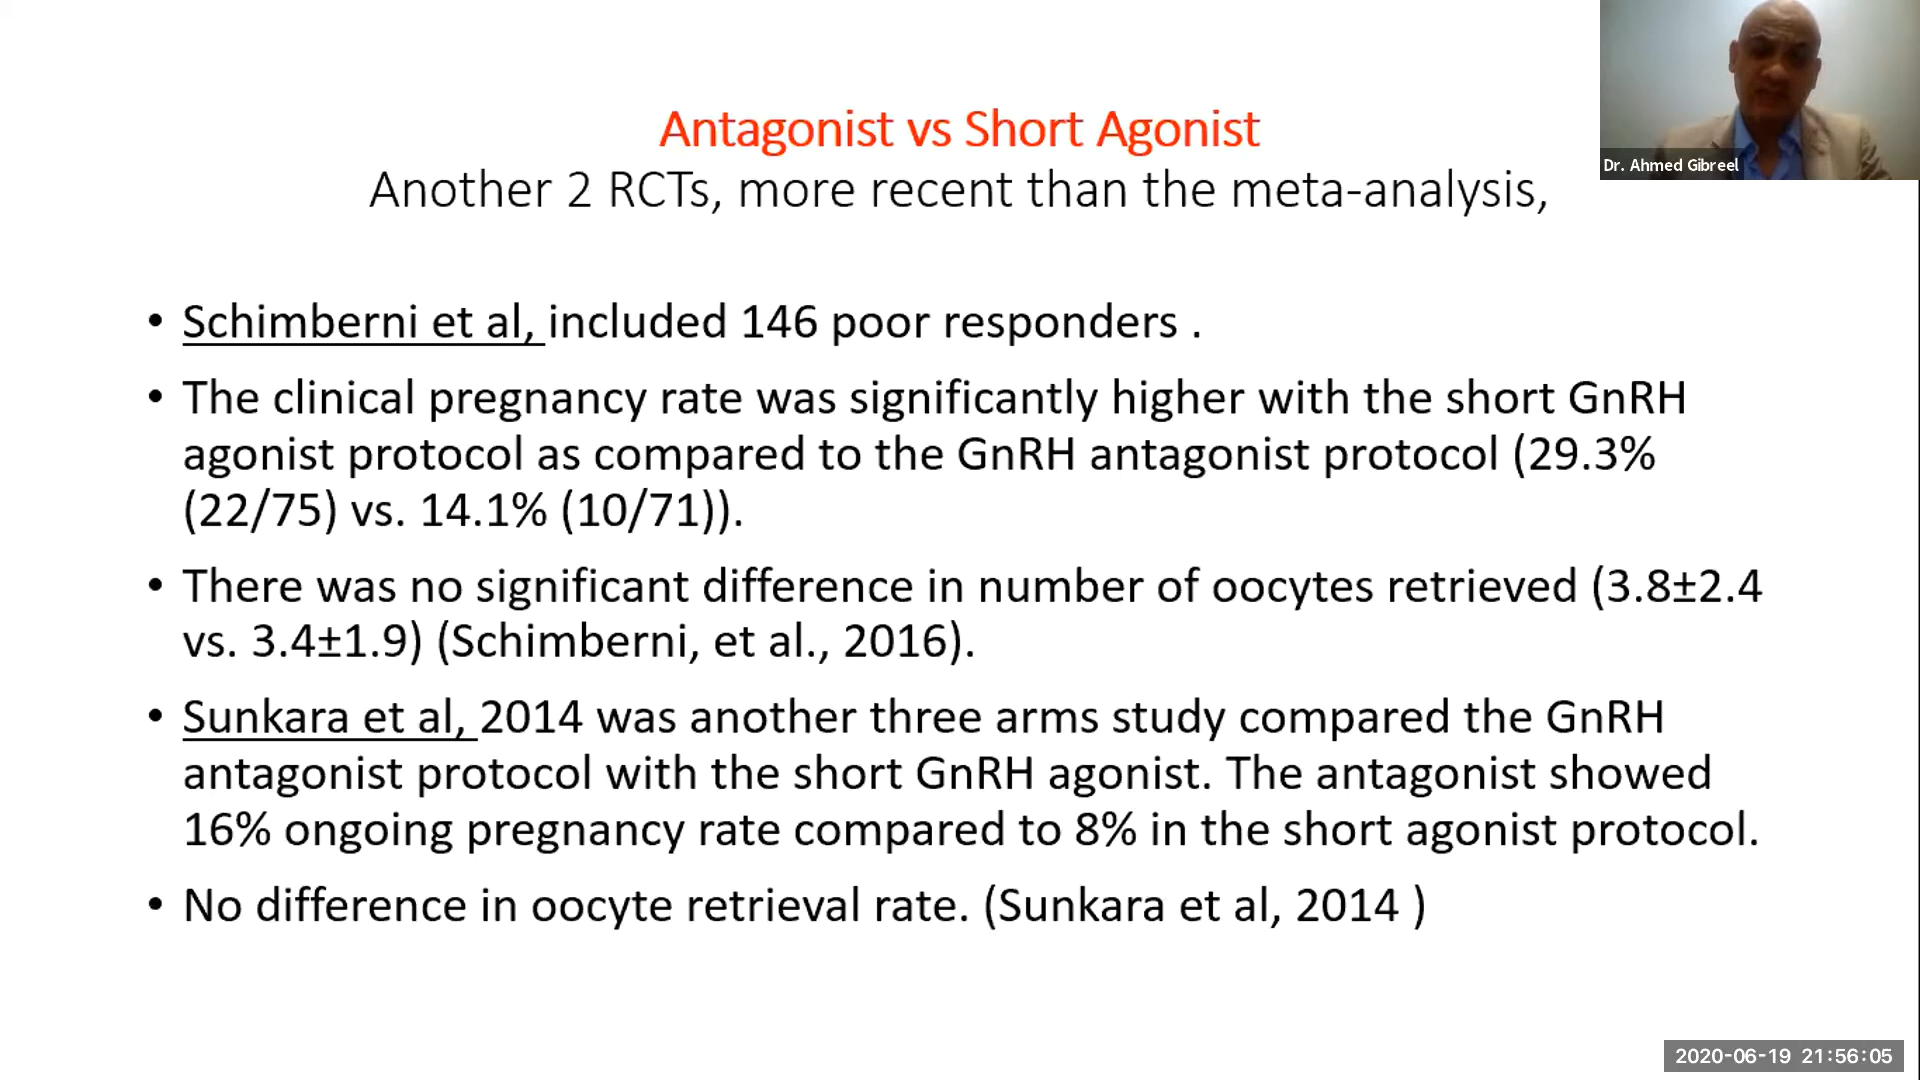 Antagonist vs Short Agonist
Another 2 RCTs, more recent than the meta-analysis,
Dr. Ahmed Gibreel
• Schimberni et al, included 146 poor responders .
• The clinical pregnancy rate was significantly higher with the short GnRH
agonist protocol as compared to the GnRH antagonist protocol (29.3%
(22/75) vs. 14.1% (10/71)).
• There was no significant difference in number of oocytes retrieved (3.8±2.4
vs. 3.4±1.9) (Schimberni, et al., 2016).
• Sunkara et al, 2014 was another three arms study compared the GnRH
antagonist protocol with the short GnRH agonist. The antagonist showed
16% ongoing pregnancy rate compared to 8% in the short agonist protocol.
• No difference in oocyte retrieval rate. (Sunkara et al, 2014 )
2020-06-19 21:56:05